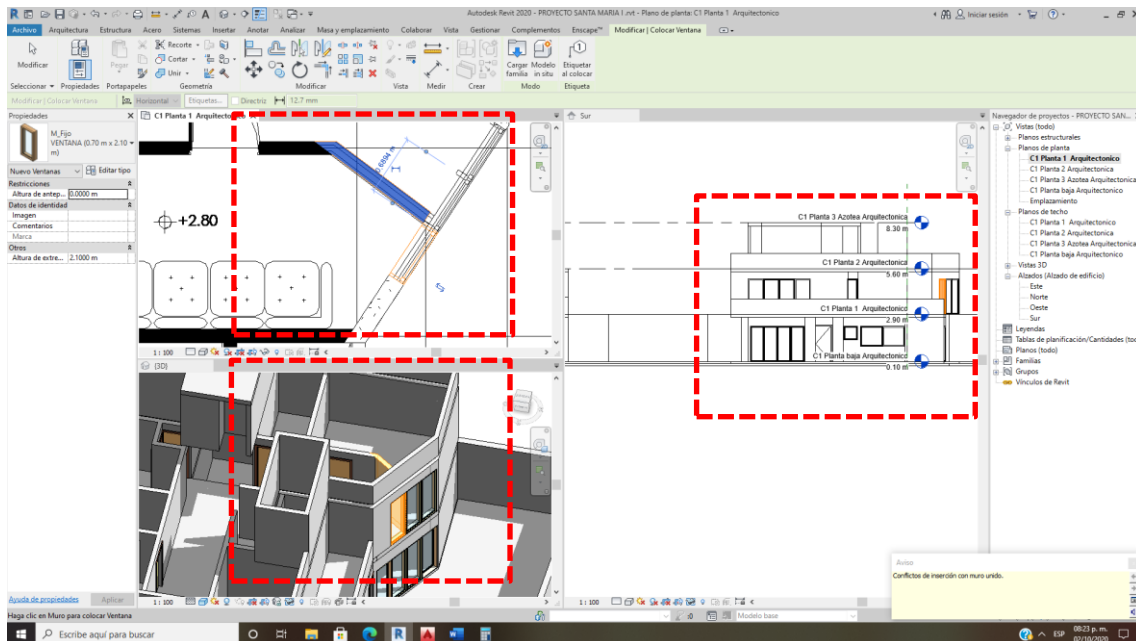 Autodesk Revit 2020 - PROYECTO SANTA MARIA I.rvt - Plano de planta: C1 Planta 1 Arquitectonico
Iniciar sesión
Archivo Arquitectura Estructura Acero Sistemas Insertar Anotar Analizar Masa y emplazamiento Colaborar Vista Gestionar Complementos Enscape™ Modificar | Colocar Ventana
Modificar
Pegar
Recorte
Cortar
Unir
Cargar familia
Modelo in situ
Etiquetar al colocar
Seleccionar Propiedades Portapapeles Geometría Modificar Vista Medir Crear Modo Etiqueta
Modificar | Colocar Ventana Horizontal Etiquetas... Directriz 12.7 mm
Propiedades X
M_Fijo
VENTANA (0.70 m x 2.10 m)
Nuevo Ventanas Editar tipo
Restricciones
Altura de antep... 0.0000 m
Datos de identidad
Imagen
Comentarios
Marca
Otros
Altura de extre... 2.1000 m
Ayuda de propiedades Aplicar
C1 Planta 1 Arquitectonico
+2.80
1 : 100
{3D}
1 : 100
Sur
C1 Planta 3 Azotea Arquitectonica
8.30 m
C1 Planta 2 Arquitectonica
5.60 m
C1 Planta 1 Arquitectonico
2.90 m
C1 Planta baja Arquitectonico
0.10 m
1 : 100
Navegador de proyectos - PROYECTO SAN... X
Vistas (todo)
Planos estructurales
Planos de planta
C1 Planta 1 Arquitectonico
C1 Planta 2 Arquitectonica
C1 Planta 3 Azotea Arquitectonica
C1 Planta baja Arquitectonico
Emplazamiento
Planos de techo
C1 Planta 1 Arquitectonico
C1 Planta 2 Arquitectonica
C1 Planta 3 Azotea Arquitectonica
C1 Planta baja Arquitectonico
Vistas 3D
Alzados (Alzado de edificio)
Este
Norte
Oeste
Sur
Leyendas
Tablas de planificación/Cantidades (too
Planos (todo)
Familias
Grupos
Vínculos de Revit
Aviso
Conflictos de inserción con muro unido.
Haga clic en Muro para colocar Ventana
:0 Modelo base
Escribe aquí para buscar
ESP
08:23 p. m.
02/10/2020